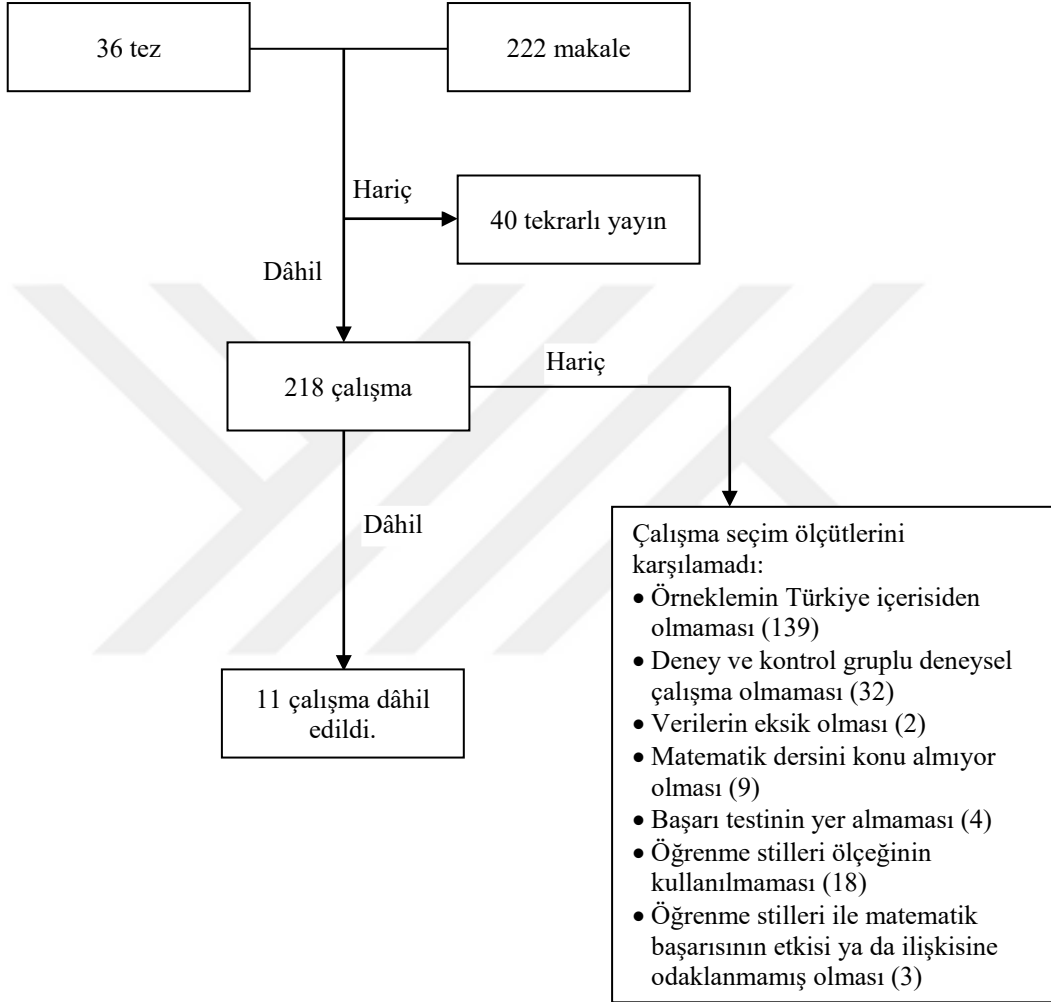 36 tez
222 makale
Hariç
40 tekrarlı yayın
Dâhil
218 çalışma
Hariç
Dâhil
11 çalışma dâhil
edildi.
Çalışma seçim ölçütlerini
karşılamadı:
• Örneklemin Türkiye içerisiden
olmaması (139)
• Deney ve kontrol gruplu deneysel
çalışma olmaması (32)
• Verilerin eksik olması (2)
• Matematik dersini konu almıyor
olması (9)
• Başarı testinin yer almaması (4)
• Öğrenme stilleri ölçeğinin
kullanılmaması (18)
• Öğrenme stilleri ile matematik
başarısının etkisi ya da ilişkisine
odaklanmamış olması (3)